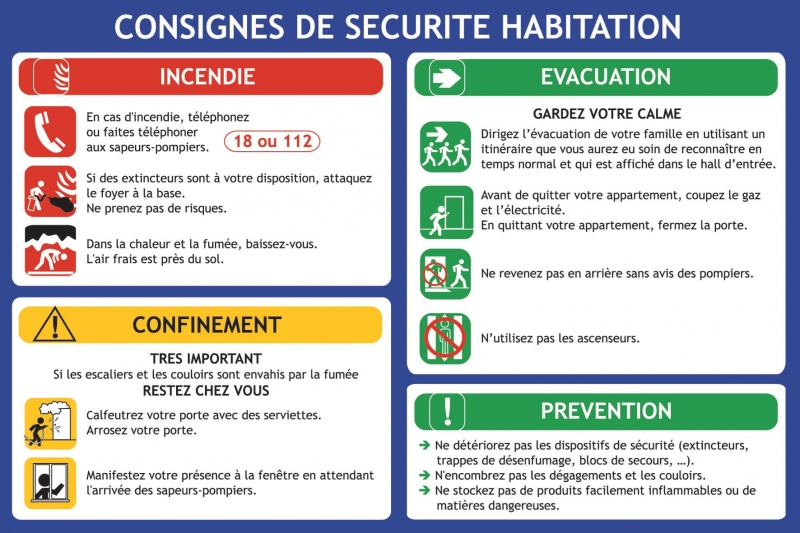 CONSIGNES DE SECURITE HABITATION
INCENDIE
En cas d'incendie, téléphonez
ou faites téléphoner
aux sapeurs-pompiers.
18 ou 112
Si des extincteurs sont à votre disposition, attaquez
le foyer à la base.
Ne prenez pas de risques.
Dans la chaleur et la fumée, baissez-vous.
L'air frais est près du sol.
CONFINEMENT
TRES IMPORTANT
Si les escaliers et les couloirs sont envahis par la fumée
RESTEZ CHEZ VOUS
Calfeutrez votre porte avec des serviettes.
Arrosez votre porte.
Manifestez votre présence à la fenêtre en attendant
l'arrivée des sapeurs-pompiers.
EVACUATION
GARDEZ VOTRE CALME
Dirigez l’évacuation de votre famille en utilisant un
itinéraire que vous aurez eu soin de reconnaître en
temps normal et qui est affiché dans le hall d’entrée.
Avant de quitter votre appartement, coupez le gaz
et l’électricité.
En quittant votre appartement, fermez la porte.
Ne revenez pas en arrière sans avis des pompiers.
N’utilisez pas les ascenseurs.
PREVENTION
➔ Ne détériorez pas les dispositifs de sécurité (extincteurs,
trappes de désenfumage, blocs de secours, …).
➔ N'encombrez pas les dégagements et les couloirs.
➔ Ne stockez pas de produits facilement inflammables ou de
matières dangereuses.